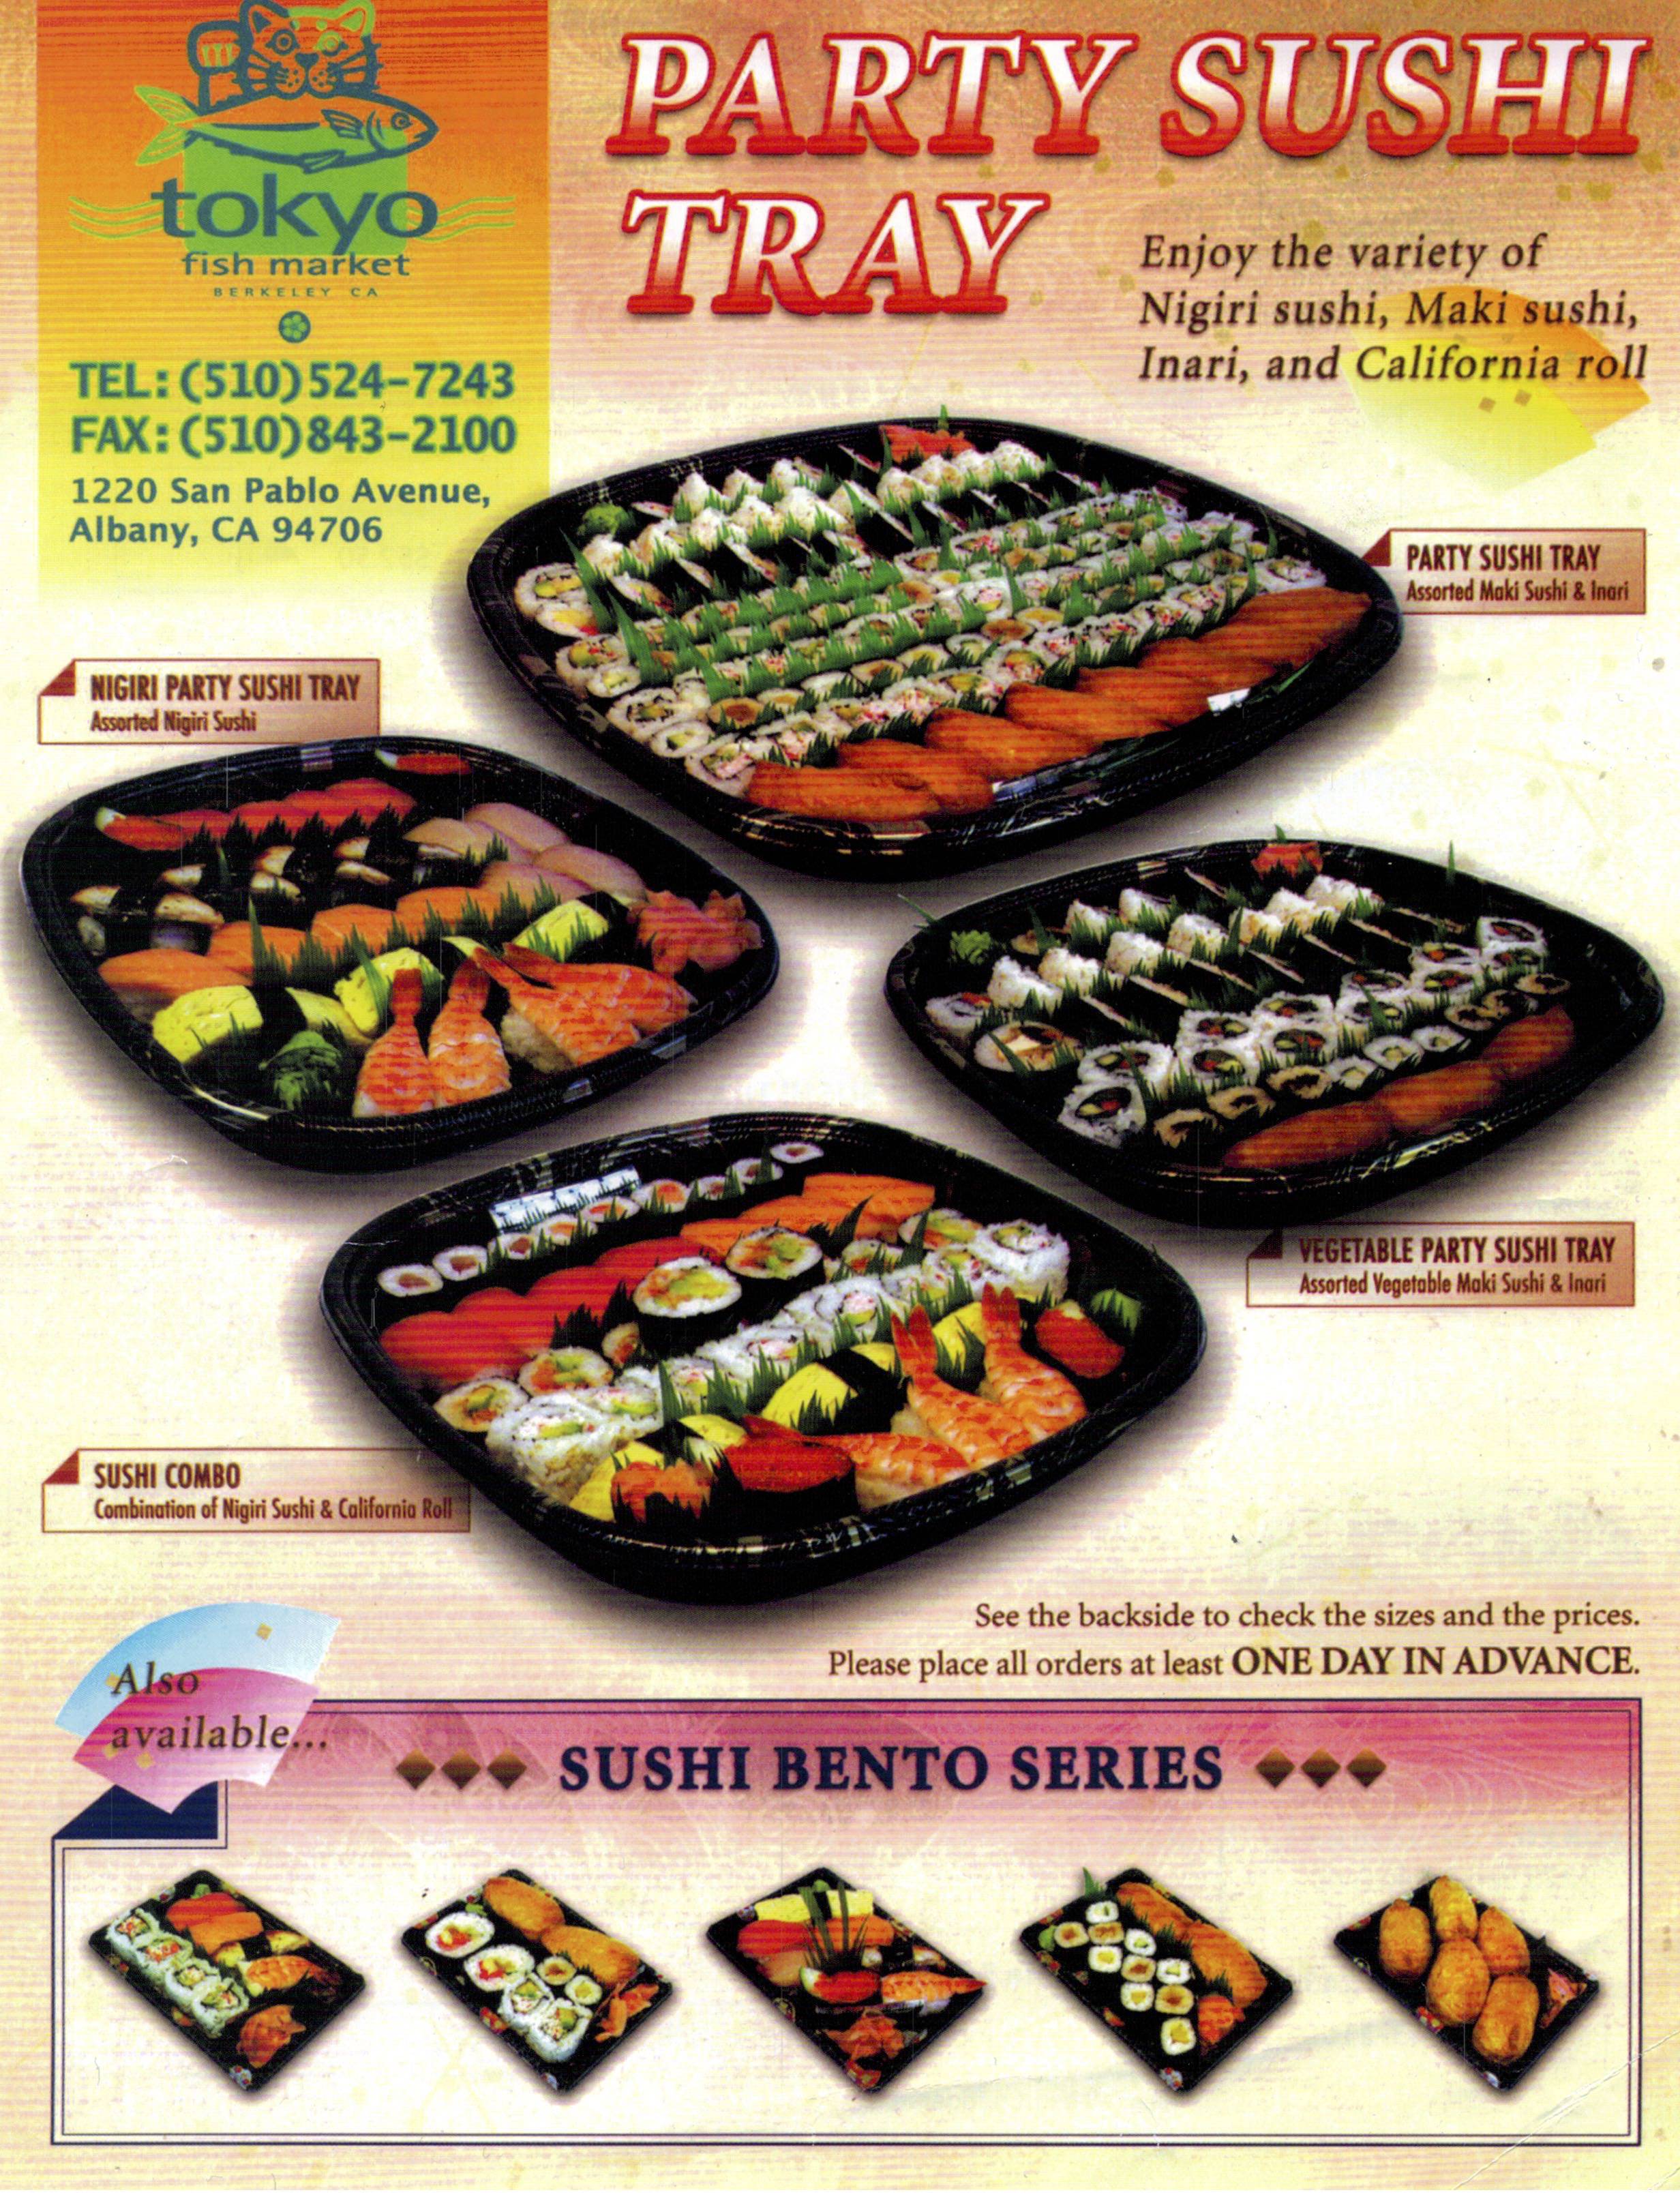 tokyo
fish market
BERKELEY CA
TEL: (510) 524-7243
FAX: (510) 843-2100
1220 San Pablo Avenue,
Albany, CA 94706
PARTY SUSHI
TRAY
Enjoy the variety of
Nigiri sushi, Maki sushi,
Inari, and California roll
PARTY SUSHI TRAY
Assorted Maki Sushi & Inari
NIGIRI PARTY SUSHI TRAY
Assorted Nigiri Sushi
VEGETABLE PARTY SUSHI TRAY
Assorted Vegetable Maki Sushi & Inari
SUSHI COMBO
Combination of Nigiri Sushi & California Roll
See the backside to check the sizes and the prices.
Please place all orders at least ONE DAY IN ADVANCE.
Also
available...
SUSHI BENTO SERIES